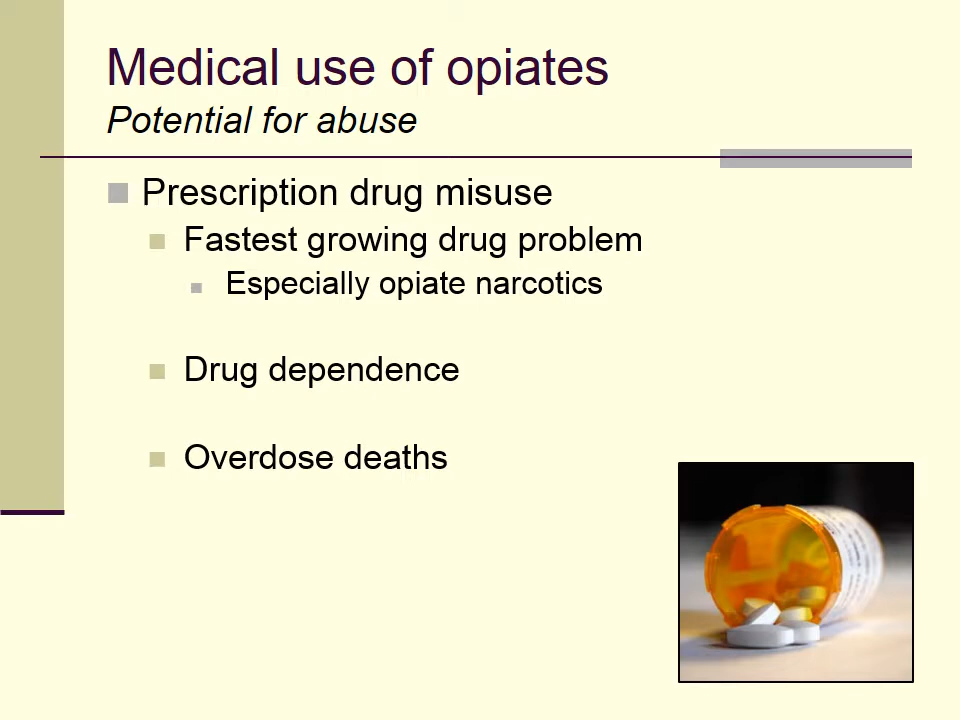 Medical use of opiates
Potential for abuse
Prescription drug misuse
Fastest growing drug problem
Especially opiate narcotics
Drug dependence
Overdose deaths